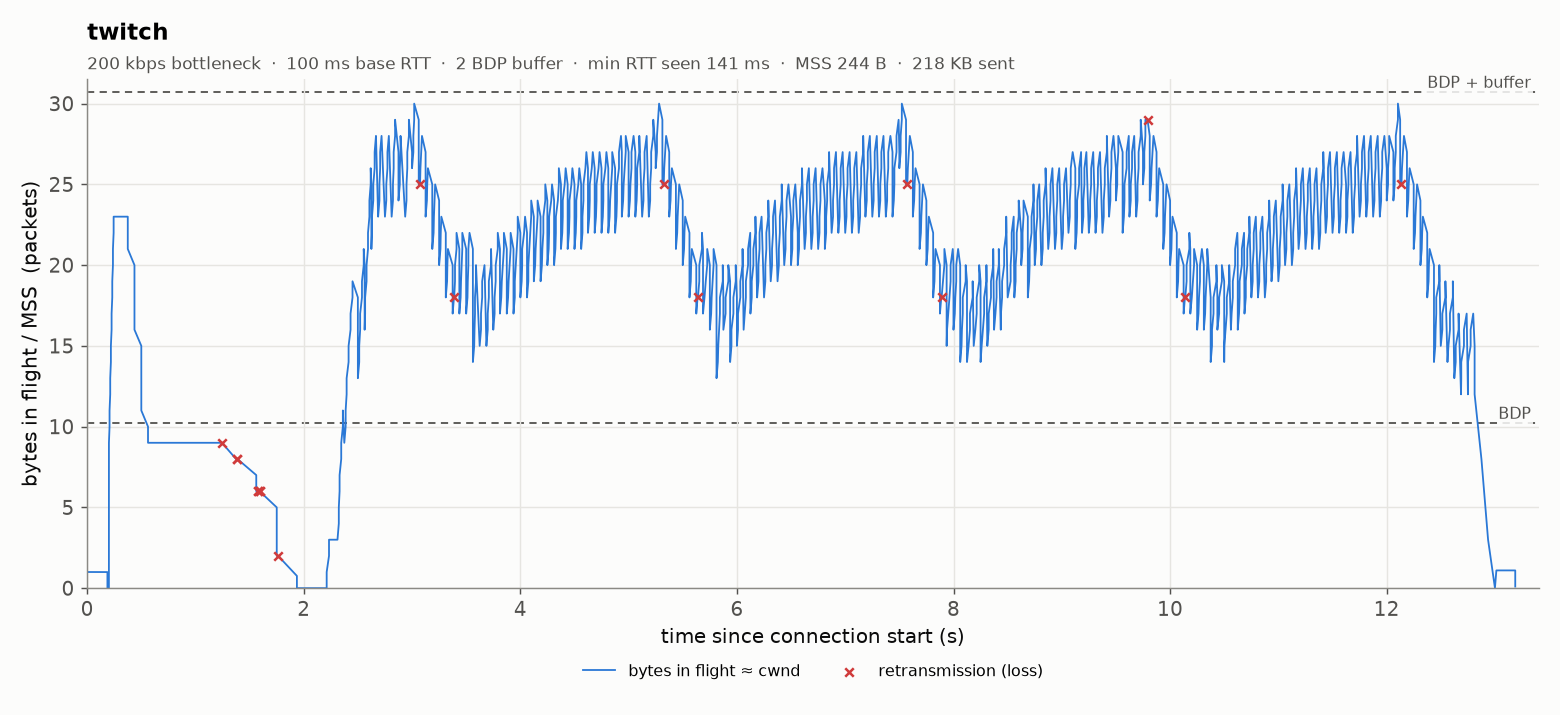 twitch
200 kbps bottleneck · 100 ms base RTT · 2 BDP buffer · min RTT seen 141 ms · MSS 244 B · 218 KB sent
BDP + buffer
30
25
20
15
BDP
10
5
0
bytes in flight / MSS (packets)
0 2 4 6 8 10 12
time since connection start (s)
bytes in flight ≈ cwnd
retransmission (loss)